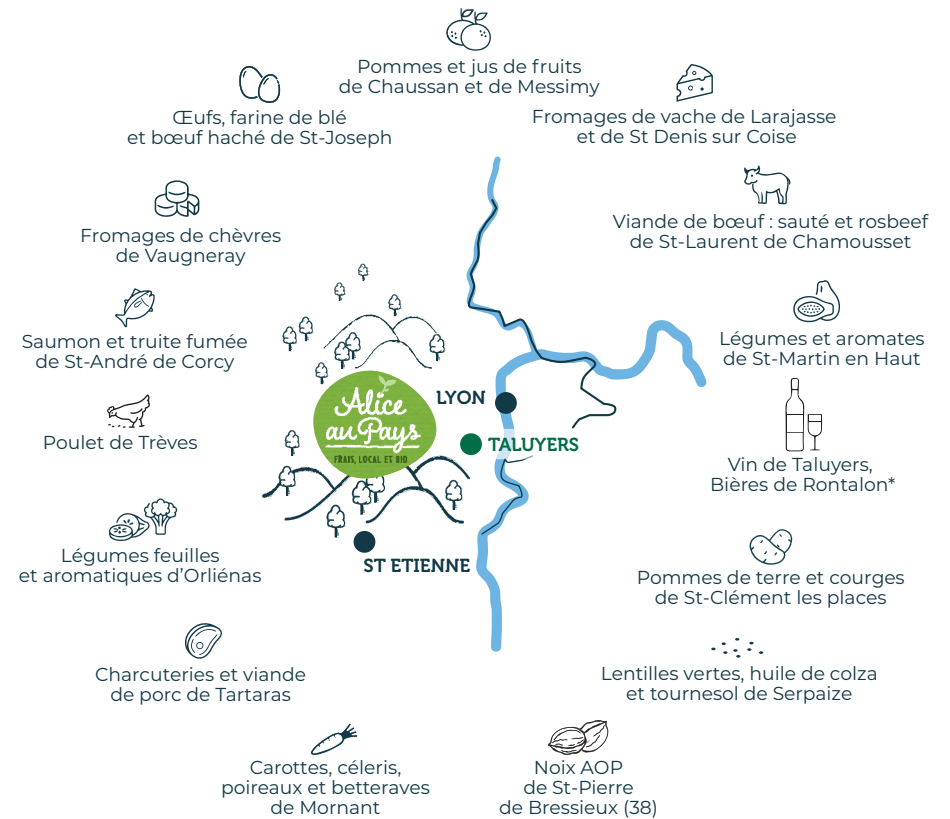 Pommes et jus de fruits
de Chaussan et de Messimy
Œufs, farine de blé
et bœuf haché de St-Joseph
Fromages de vache de Larajasse
et de St Denis sur Coise
Fromages de chèvres
de Vaugneray
Viande de bœuf : sauté et rosbeef
de St-Laurent de Chamousset
Saumon et truite fumée
de St-André de Corcy
Légumes et aromates
de St-Martin en Haut
Poulet de Trèves
Alice
au Pays
FRAIS, LOCAL ET BIO
LYON
TALUYERS
ST ETIENNE
Vin de Taluyers,
Bières de Rontalon*
Légumes feuilles
et aromatiques d’Orliénas
Pommes de terre et courges
de St-Clément les places
Charcuteries et viande
de porc de Tartaras
Lentilles vertes, huile de colza
et tournesol de Serpaize
Carottes, céleris,
poireaux et betteraves
de Mornant
Noix AOP
de St-Pierre
de Bressieux (38)